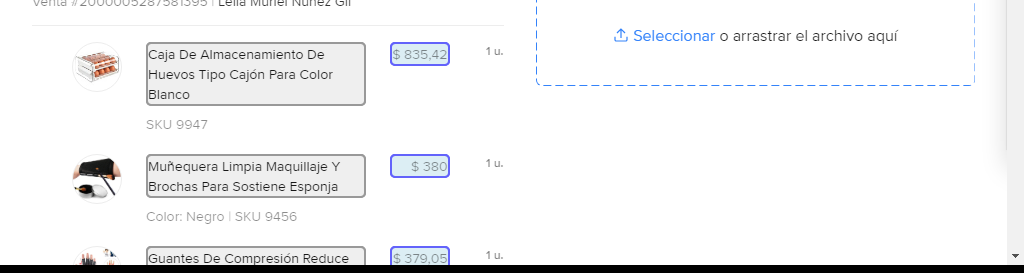 Venta #2000005287581395 | Leila Muriel Nuñez Gil
Seleccionar o arrastrar el archivo aquí
Caja De Almacenamiento De
Huevos Tipo Cajón Para Color
Blanco
$ 835,42
1 u.
SKU 9947
Muñequera Limpia Maquillaje Y
Brochas Para Sostiene Esponja
$ 380
1 u.
Color: Negro | SKU 9456
Guantes De Compresión Reduce
$ 379,05
1 u.